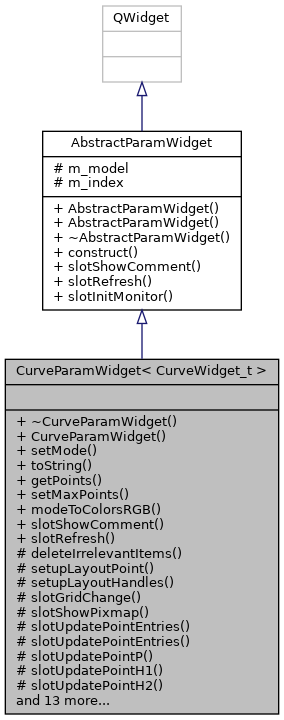 QWidget
AbstractParamWidget
# m_model
# m_index
+ AbstractParamWidget()
+ AbstractParamWidget()
+ ~AbstractParamWidget()
+ construct()
+ slotShowComment()
+ slotRefresh()
+ slotInitMonitor()
CurveParamWidget< CurveWidget_t >
+ ~CurveParamWidget()
+ CurveParamWidget()
+ setMode()
+ toString()
+ getPoints()
+ setMaxPoints()
+ modeToColorsRGB()
+ slotShowComment()
+ slotRefresh()
# deleteIrrelevantItems()
# setupLayoutPoint()
# setupLayoutHandles()
# slotGridChange()
# slotShowPixmap()
# slotUpdatePointEntries()
# slotUpdatePointEntries()
# slotUpdatePointP()
# slotUpdatePointH1()
# slotUpdatePointH2()
and 13 more...